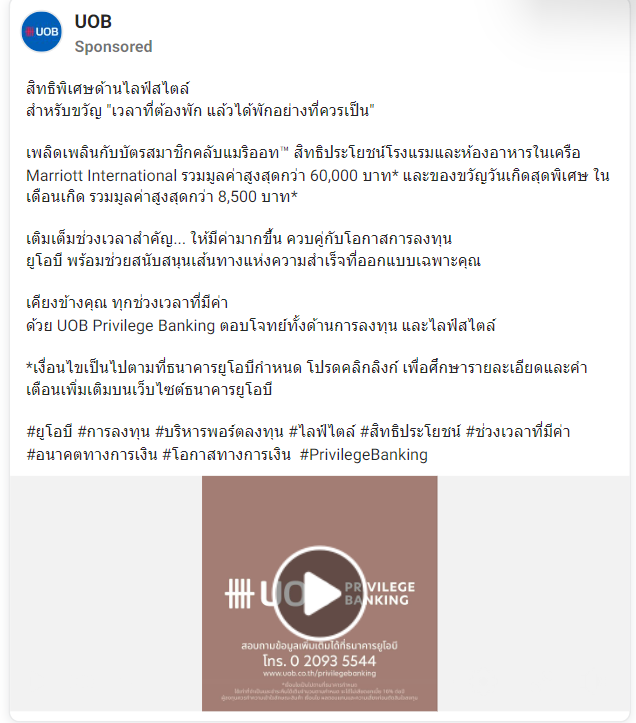 UOB
UOB
Sponsored
สิทธิพิเศษด้านไลฟ์สไตล์
สำหรับขวัญ "เวลาที่ต้องพัก แล้วได้พักอย่างที่ควรเป็น"
เพลิดเพลินกับบัตรสมาชิกคลับแมริออท™ สิทธิประโยชน์โรงแรมและห้องอาหารในเครือ
Marriott International รวมมูลค่าสูงสุดกว่า 60,000 บาท* และของขวัญวันเกิดสุดพิเศษ ใน
เดือนเกิด รวมมูลค่าสูงสุดกว่า 8,500 บาท*
เติมเต็มช่วงเวลาสำคัญ... ให้มีค่ามากขึ้น ควบคู่กับโอกาสการลงทุน
ยูโอบี พร้อมช่วยสนับสนุนเส้นทางแห่งความสำเร็จที่ออกแบบเฉพาะคุณ
เคียงข้างคุณ ทุกช่วงเวลาที่มีค่า
ด้วย UOB Privilege Banking ตอบโจทย์ทั้งด้านการลงทุน และไลฟ์สไตล์
*เงื่อนไขเป็นไปตามที่ธนาคารยูโอบีกำหนด โปรดคลิกลิงก์ เพื่อศึกษารายละเอียดและคำ
เตือนเพิ่มเติมบนเว็บไซต์ธนาคารยูโอบี
#ยูโอบี #การลงทุน #บริหารพอร์ตลงทุน #ไลฟ์ไตล์ #สิทธิประโยชน์ #ช่วงเวลาที่มีค่า
#อนาคตทางการเงิน #โอกาสทางการเงิน #PrivilegeBanking
UOB PRIVILEGE
BANKING
สอบถามข้อมูลเพิ่มเติมได้ที่ธนาคารยูโอบี
โทร. 0 2093 5544
www.uob.co.th/privilegebanking